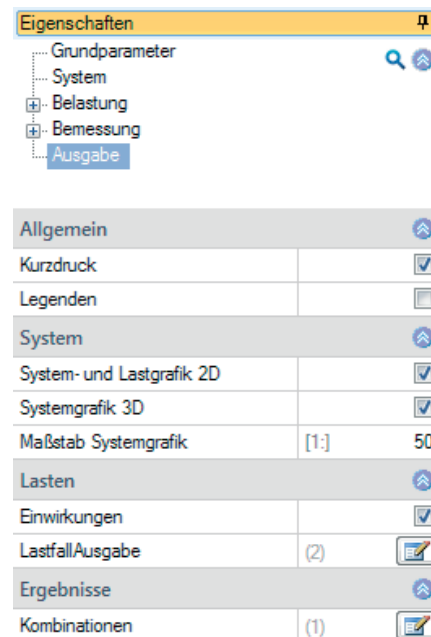 Eigenschaften
Grundparameter
System
Belastung
Bemessung
Ausgabe
Allgemein
Kurzdruck
Legenden
System
System- und Lastgrafik 2D
Systemgrafik 3D
Maßstab Systemgrafik [1:] 50
Lasten
Einwirkungen
LastfallAusgabe (2)
Ergebnisse
Kombinationen (1)